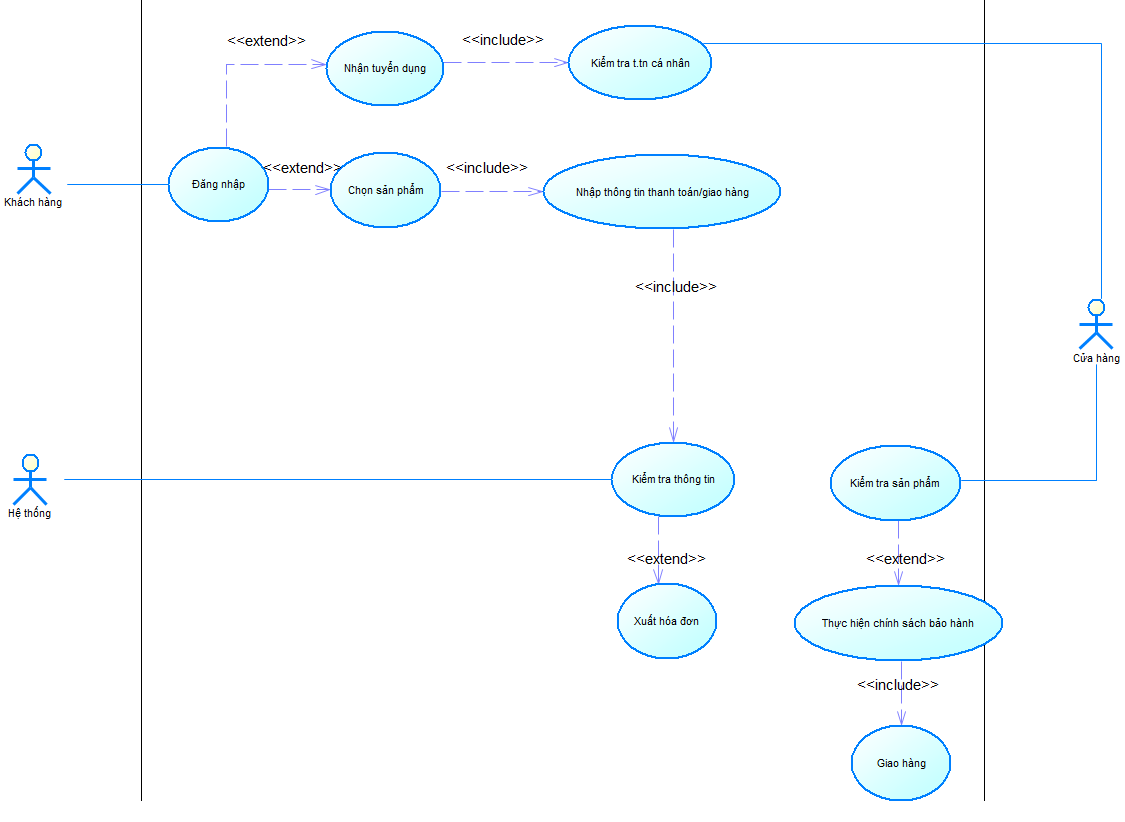 <<extend>>
<<include>>
Nhận tuyển dụng
Kiểm tra t.tn cá nhân
Khách hàng
Đăng nhập
<<extend>>
Chọn sản phẩm
<<include>>
Nhập thông tin thanh toán/giao hàng
<<include>>
Cửa hàng
Hệ thống
Kiểm tra thông tin
Kiểm tra sản phẩm
<<extend>>
<<extend>>
Xuất hóa đơn
Thực hiện chính sách bảo hành
<<include>>
Giao hàng